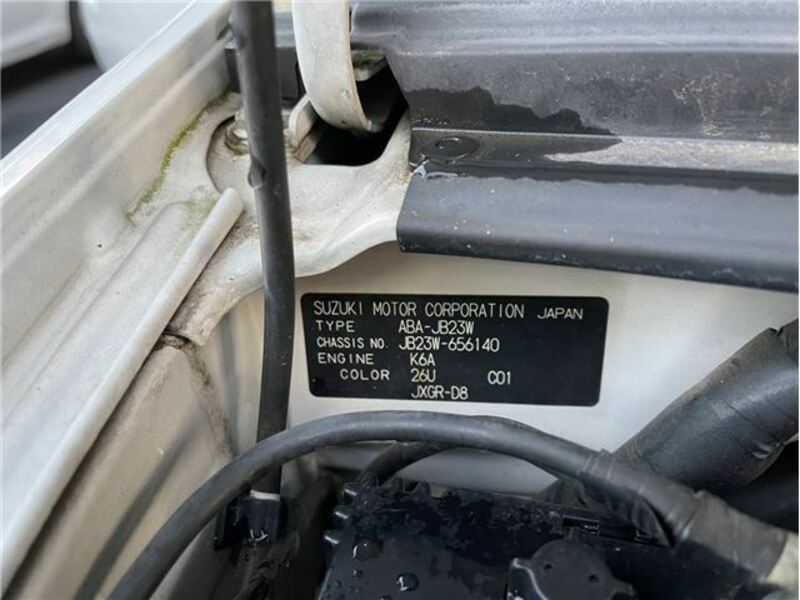 SUZUKI MOTOR CORPORATION JAPAN
TYPE ABA-JB23W
CHASSIS NO. JB23W-656140
ENGINE K6A
COLOR 26U C01
JXGR-D8